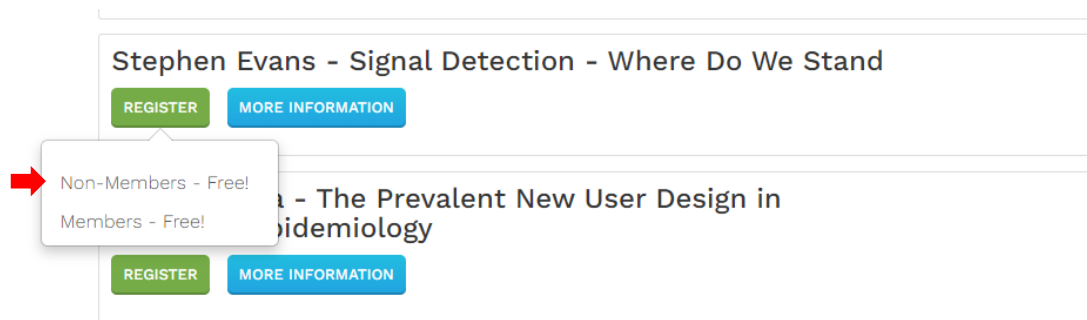 Stephen Evans - Signal Detection - Where Do We Stand
REGISTER MORE INFORMATION
Non-Members - Free!
Members - Free!
- The Prevalent New User Design in
REGISTER MORE INFORMATION